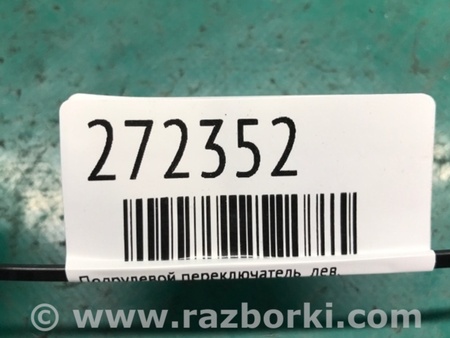 272352
Подрулевой переключатель лев.
© www.razborki.com